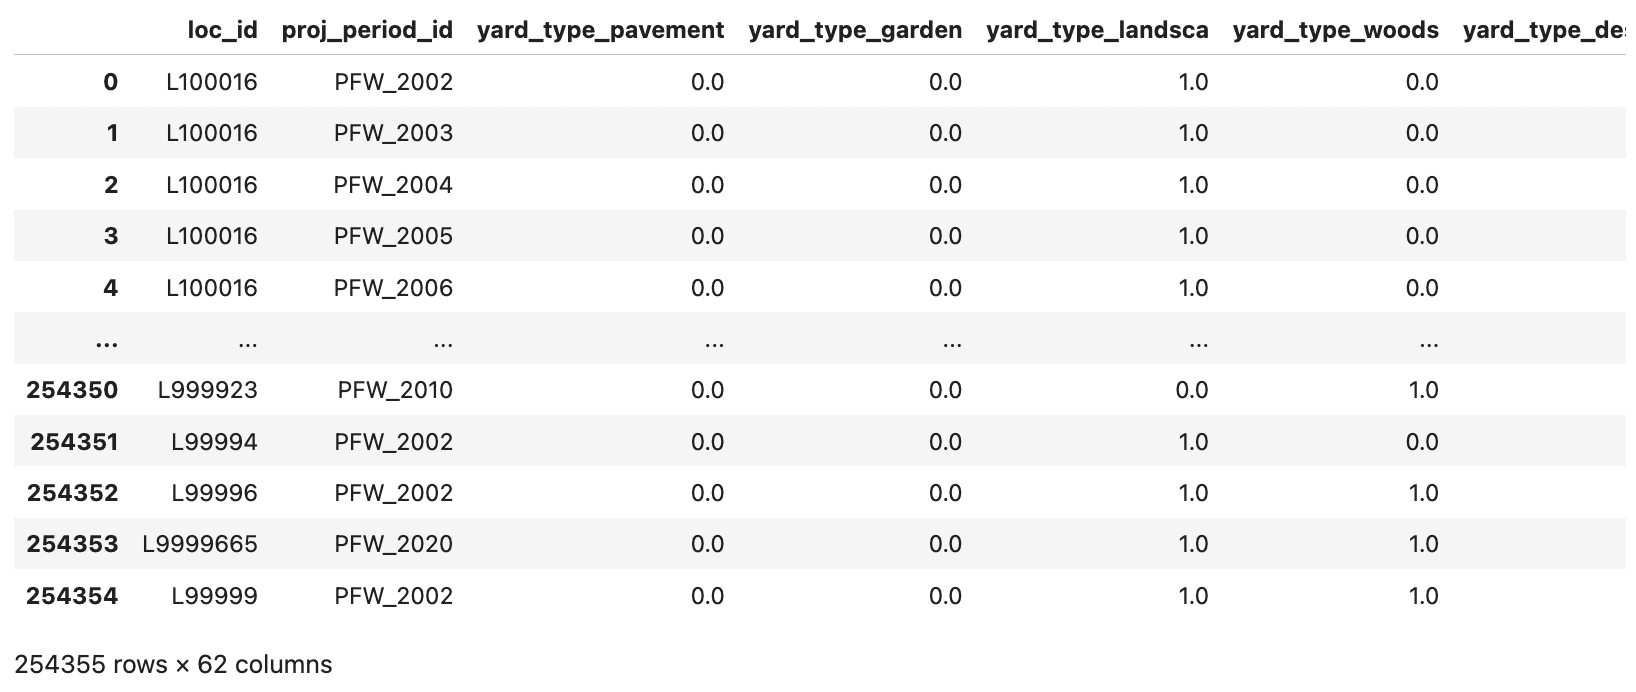 loc_id proj_period_id yard_type_pavement yard_type_garden yard_type_landsca yard_type_woods yard_type_des
0 L100016 PFW_2002 0.0 0.0 1.0 0.0
1 L100016 PFW_2003 0.0 0.0 1.0 0.0
2 L100016 PFW_2004 0.0 0.0 1.0 0.0
3 L100016 PFW_2005 0.0 0.0 1.0 0.0
4 L100016 PFW_2006 0.0 0.0 1.0 0.0
... ... ... ... ... ... ...
254350 L999923 PFW_2010 0.0 0.0 0.0 1.0
254351 L99994 PFW_2002 0.0 0.0 1.0 0.0
254352 L99996 PFW_2002 0.0 0.0 1.0 1.0
254353 L9999665 PFW_2020 0.0 0.0 1.0 1.0
254354 L99999 PFW_2002 0.0 0.0 1.0 1.0
254355 rows × 62 columns